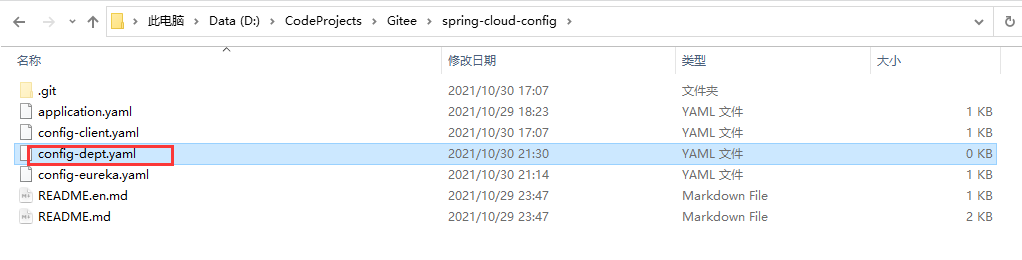 此电脑 > Data (D:) > CodeProjects > Gitee > spring-cloud-config >
名称 修改日期 类型 大小
.git 2021/10/30 17:07 文件夹
application.yaml 2021/10/29 18:23 YAML 文件 1 KB
config-client.yaml 2021/10/30 17:07 YAML 文件 1 KB
config-dept.yaml 2021/10/30 21:30 YAML 文件 0 KB
config-eureka.yaml 2021/10/30 21:14 YAML 文件 1 KB
README.en.md 2021/10/29 23:47 Markdown File 1 KB
README.md 2021/10/29 23:47 Markdown File 2 KB